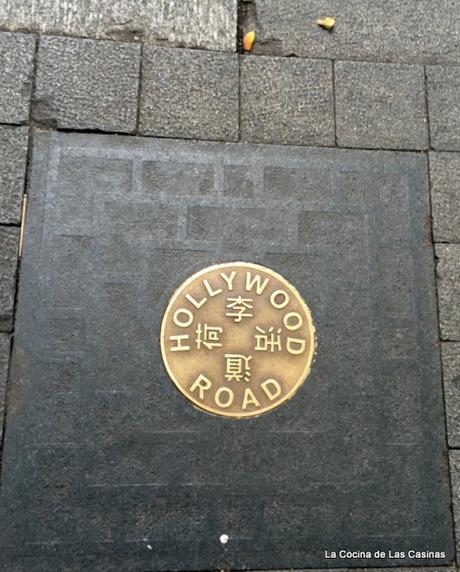 HOLLYWOOD
荷李活道
ROAD
La Cocina de Las Casinas